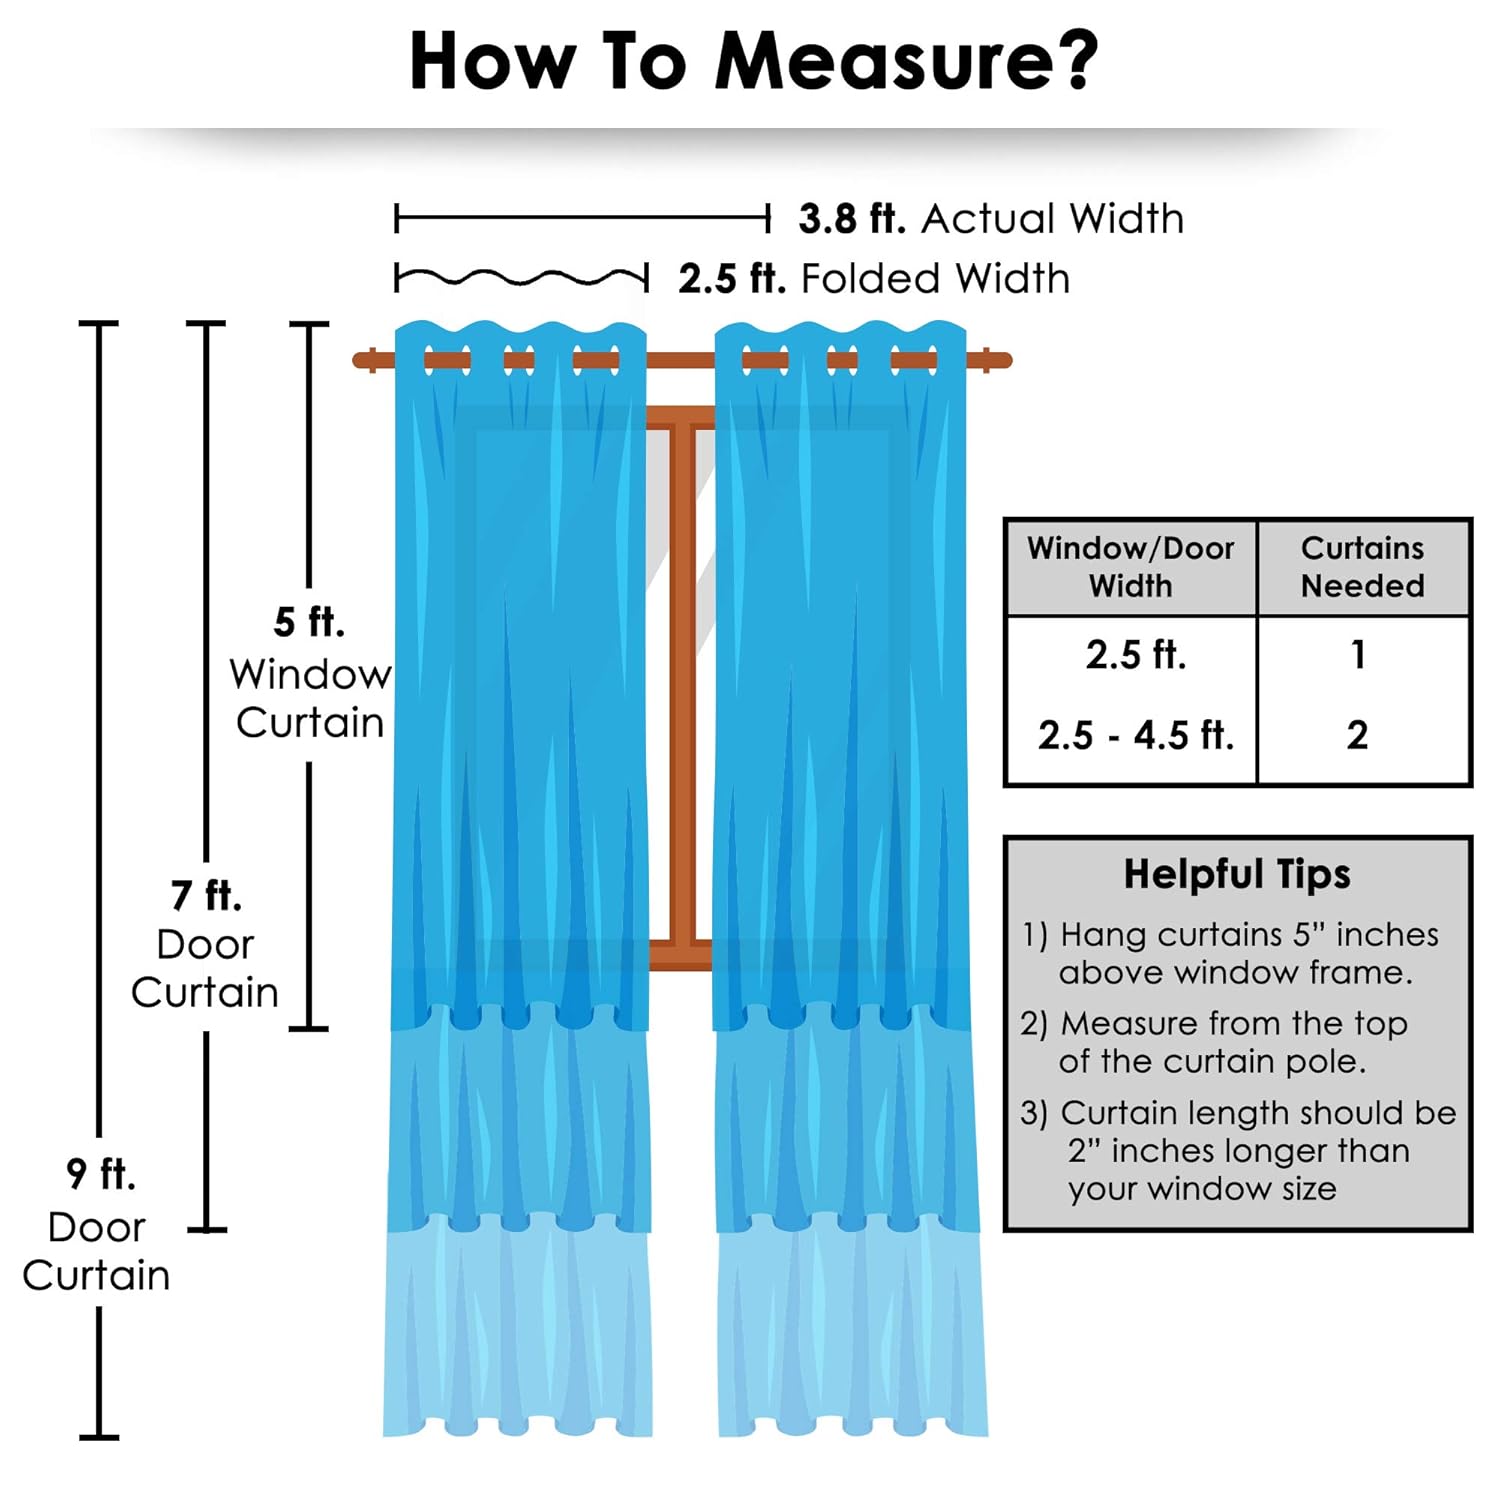 How To Measure?
3.8 ft. Actual Width
2.5 ft. Folded Width
5 ft.
Window
Curtain
7 ft.
Door
Curtain
9 ft.
Door
Curtain
Window/Door Width
Curtains Needed
2.5 ft. 1
2.5 - 4.5 ft. 2
Helpful Tips
1) Hang curtains 5” inches
above window frame.
2) Measure from the top
of the curtain pole.
3) Curtain length should be
2” inches longer than
your window size